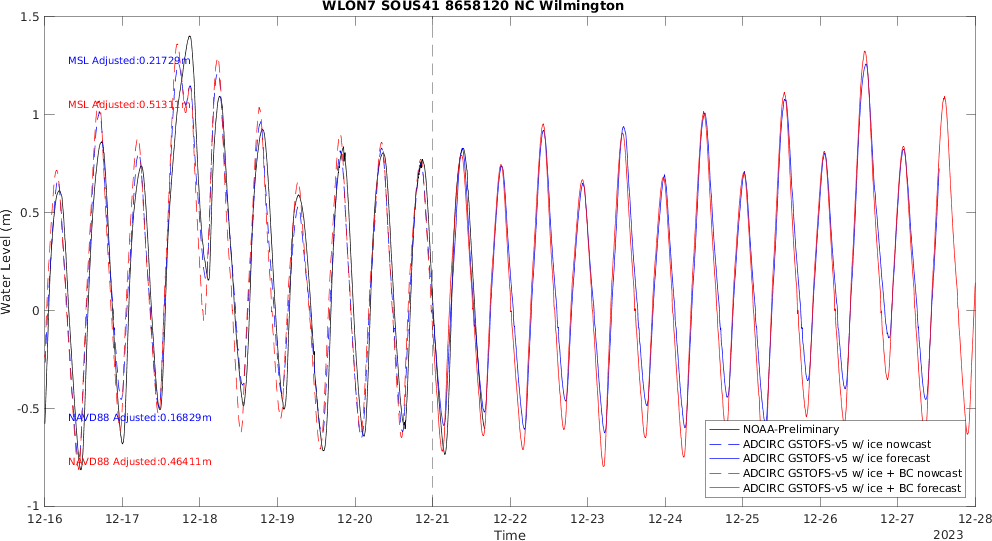 WLON7 SOUS41 8658120 NC Wilmington
1.5
MSL Adjusted:0.21729m
MSL Adjusted:0.51311m
1
0.5
Water Level (m)
0
-0.5
NAVD88 Adjusted:0.16829m
NAVD88 Adjusted:0.46411m
-1
NOAA-Preliminary
ADCIRC GSTOFS-v5 w/ ice nowcast
ADCIRC GSTOFS-v5 w/ ice forecast
ADCIRC GSTOFS-v5 w/ ice + BC nowcast
ADCIRC GSTOFS-v5 w/ ice + BC forecast
12-16 12-17 12-18 12-19 12-20 12-21 12-22 12-23 12-24 12-25 12-26 12-27 12-28
Time
2023